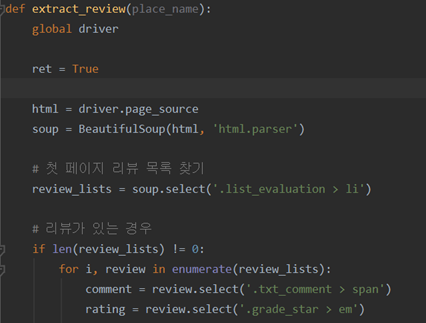 def extract_review(place_name):
global driver
ret = True
html = driver.page_source
soup = BeautifulSoup(html, 'html.parser')
# 첫 페이지 리뷰 목록 찾기
review_lists = soup.select('.list_evaluation > li')
# 리뷰가 있는 경우
if len(review_lists) != 0:
for i, review in enumerate(review_lists):
comment = review.select('.txt_comment > span')
rating = review.select('.grade_star > em')